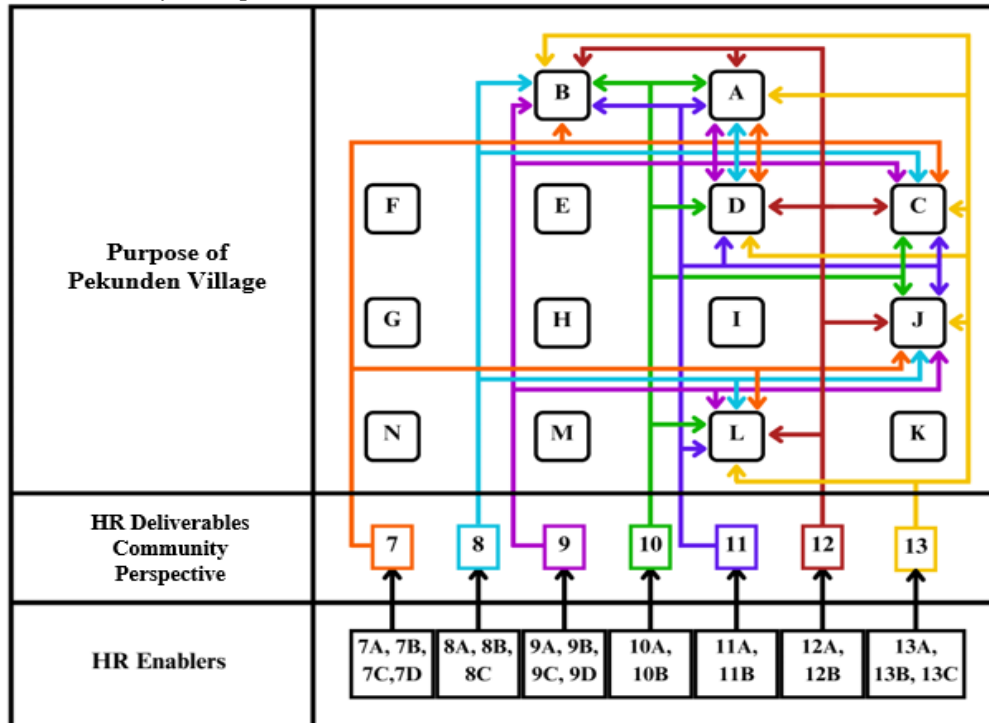 B A
F E D C
Purpose of
Pekunden Village
G H I J
N M L K
HR Deliverables
Community
Perspective
7 8 9 10 11 12 13
HR Enablers
7A, 7B,
7C,7D
8A, 8B,
8C
9A, 9B,
9C, 9D
10A,
10B
11A,
11B
12A,
12B
13A,
13B, 13C